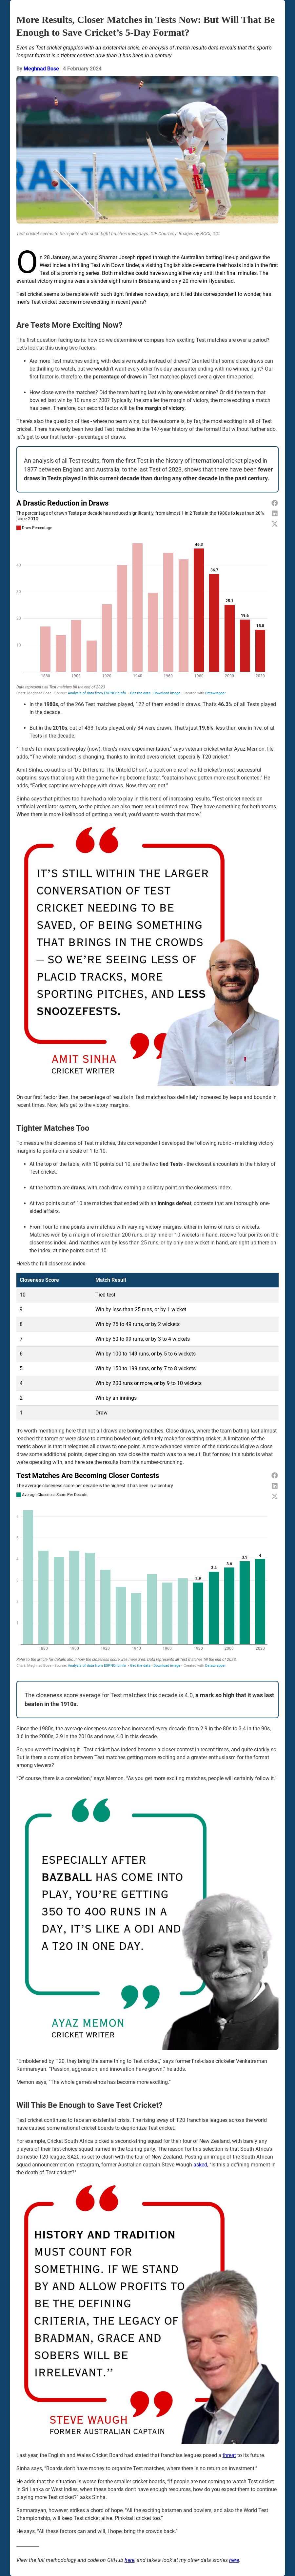 More Results, Closer Matches in Tests Now: But Will That Be
Enough to Save Cricket's 5-Day Format?
Even as Test cricket grapples with an existential crisis, an analysis of match results data reveals that the sport's
longest format is a tighter contest now than it has been in a century.
By Meghnad Bose | 4 February 2024
Test cricket seems to be replete with such tight finishes nowadays. GIF Courtesy: Images by BCCI, ICC
On 28 January, as a young Shamar Joseph ripped though the Australian batting line-up and gave the
West Indies a thrilling Test win Down Under, a visiting English side overcame their hosts India in the first
Test of a promising series. Both matches could have swung either way until their final minutes. The
eventual victory margins were a slender eight runs in Brisbane, and only 20 more in Hyderabad.
Test cricket seems to be replete with such tight finishes nowadays, and it led this correspondent to wonder, has
men's Test cricket become more exciting in recent years?
Are Tests More Exciting Now?
The first question facing us is: how do we determine or compare how exciting Test matches are over a period?
Let's look at this using two factors:
Are more Test matches ending with decisive results instead of draws? Granted that some close draws can
be thrilling to watch, but we wouldn't want every other five-day encounter ending with no winner, right? Our
first factor is, therefore, the percentage of draws in Test matches played over a given time period.
How close were the matches? Did the team batting last win by one wicket or nine? Or did the team that
bowled last win by 10 runs or 200? Typically, the smaller the margin of victory, the more exciting a match
has been. Therefore, our second factor will be the margin of victory.
There's also the question of ties - where no team wins, but the outcome is, by far, the most exciting of all in Test
cricket. There have only been two tied Test matches in the 147-year history of the format! But without further ado,
let's get to our first factor - percentage of draws.
An analysis of all Test results, from the first Test in the history of international cricket played in
1877 between England and Australia, to the last Test of 2023, shows that there have been fewer
draws in Tests played in this current decade than during any other decade in the past century.
A Drastic Reduction in Draws
The percentage of drawn Tests per decade has reduced significantly, from almost 1 in 2 Tests in the 1980s to less than 20%
since 2010.
Draw Percentage
46.3
36.7
25.1
19.6
15.8
40
30
20
10
1880 1900 1920 1940 1960 1980 2000 2020
Data represents all Test matches till the end of 2023
Chart: Meghnad Bose • Source: Analysis of data from ESPNCricinfo. • Get the data • Download image • Created with Datawrapper
In the 1980s, of the 266 Test matches played, 122 of them ended in draws. That's 46.3% of all Tests played
in the decade.
But in the 2010s, out of 433 Tests played, only 84 were drawn. That's just 19.6%, less than one in five, of all
Tests in the decade.
"There's far more positive play (now), there's more experimentation," says veteran cricket writer Ayaz Memon. He
adds, "The whole mindset is changing, thanks to limited overs cricket, especially T20 cricket."
Amit Sinha, co-author of 'Do Different: The Untold Dhoni', a book on one of world cricket's most successful
captains, says that along with the game having become faster, "captains have gotten more result-oriented." He
adds, "Earlier, captains were happy with draws. Now, they are not."
Sinha says that pitches too have had a role to play in this trend of increasing results, "Test cricket needs an
artificial ventilator system, so the pitches are also more result-oriented now. They have something for both teams.
When there is more likelihood of getting a result, you'd want to watch that more."
IT'S STILL WITHIN THE LARGER
CONVERSATION OF TEST
CRICKET NEEDING TO BE
SAVED, OF BEING SOMETHING
THAT BRINGS IN THE CROWDS
– SO WE'RE SEEING LESS OF
PLACID TRACKS, MORE
SPORTING PITCHES, AND LESS
SNOOZEFESTS.
AMIT SINHA
CRICKET WRITER
On our first factor then, the percentage of results in Test matches has definitely increased by leaps and bounds in
recent times. Now, let's get to the victory margins.
Tighter Matches Too
To measure the closeness of Test matches, this correspondent developed the following rubric - matching victory
margins to points on a scale of 1 to 10.
At the top of the table, with 10 points out 10, are the two tied Tests - the closest encounters in the history of
Test cricket.
At the bottom are draws, with each draw earning a solitary point on the closeness index.
At two points out of 10 are matches that ended with an innings defeat, contests that are thoroughly one-
sided affairs.
From four to nine points are matches with varying victory margins, either in terms of runs or wickets.
Matches won by a margin of more than 200 runs, or by nine or 10 wickets in hand, receive four points on the
closeness index. And matches won by less than 25 runs, or by only one wicket in hand, are right up there on
the index, at nine points out of 10.
Here's the full closeness index.
Closeness Score Match Result
10 Tied test
9 Win by less than 25 runs, or by 1 wicket
8 Win by 25 to 49 runs, or by 2 wickets
7 Win by 50 to 99 runs, or by 3 to 4 wickets
6 Win by 100 to 149 runs, or by 5 to 6 wickets
5 Win by 150 to 199 runs, or by 7 to 8 wickets
4 Win by 200 runs or more, or by 9 to 10 wickets
2 Win by an innings
1 Draw
It's worth mentioning here that not all draws are boring matches. Close draws, where the team batting last almost
reached the target or were close to getting bowled out, definitely make for exciting cricket. A limitation of the
metric above is that it relegates all draws to one point. A more advanced version of the rubric could give a close
draw some additional points, depending on how close the match was to a result. But for now, this rubric is what
we're operating with, and here are the results from the number-crunching.
Test Matches Are Becoming Closer Contests
The average closeness score per decade is the highest it has been in a century
Average Closeness Score Per Decade
2.9
3.4
3.6
3.9
4
6
5
4
3
2
1
1880 1900 1920 1940 1960 1980 2000 2020
Refer to the article for details about how the closeness score was measured. Data represents all Test matches till the end of 2023.
Chart: Meghnad Bose • Source: Analysis of data from ESPNCricinfo. • Get the data • Download image • Created with Datawrapper
The closeness score average for Test matches this decade is 4.0, a mark so high that it was last
beaten in the 1910s.
Since the 1980s, the average closeness score has increased every decade, from 2.9 in the 80s to 3.4 in the 90s,
3.6 in the 2000s, 3.9 in the 2010s and now, 4.0 in this decade.
So, you weren't imagining it - Test cricket has indeed become a closer contest in recent times, and quite starkly so.
But is there a correlation between Test matches getting more exciting and a greater enthusiasm for the format
among viewers?
"Of course, there is a correlation," says Memon. "As you get more exciting matches, people will certainly follow it."
ESPECIALLY AFTER
BAZBALL HAS COME INTO
PLAY, YOU'RE GETTING
350 TO 400 RUNS IN A
DAY, IT'S LIKE A ODI AND
A T20 IN ONE DAY.
AYAZ MEMON
CRICKET WRITER
"Emboldened by T20, they bring the same thing to Test cricket," says former first-class cricketer Venkatraman
Ramnarayan. "Passion, aggression, and innovation have grown," he adds.
Memon says, "The whole game's ethos has become more exciting."
Will This Be Enough to Save Test Cricket?
Test cricket continues to face an existential crisis. The rising sway of T20 franchise leagues across the world
have caused some national cricket boards to deprioritize Test cricket.
For example, Cricket South Africa picked a second-string squad for their tour of New Zealand, with barely any
players of their first-choice squad named in the touring party. The reason for this selection is that South Africa's
domestic T20 league, SA20, is set to clash with the tour of New Zealand. Posting an image of the South African
squad announcement on Instagram, former Australian captain Steve Waugh asked, "Is this a defining moment in
the death of Test cricket?"
HISTORY AND TRADITION
MUST COUNT FOR
SOMETHING. IF WE STAND
BY AND ALLOW PROFITS TO
BE THE DEFINING
CRITERIA, THE LEGACY OF
BRADMAN, GRACE AND
SOBERS WILL BE
IRRELEVANT.''
STEVE WAUGH
FORMER AUSTRALIAN CAPTAIN
Last year, the English and Wales Cricket Board had stated that franchise leagues posed a threat to its future.
Sinha says, "Boards don't have money to organize Test matches, where there is no return on investment."
He adds that the situation is worse for the smaller cricket boards, "If people are not coming to watch Test cricket
in Sri Lanka or West Indies, when these boards don't have enough resources, how do you expect them to continue
playing more Test cricket?" asks Sinha.
Ramnarayan, however, strikes a chord of hope, "All the exciting batsmen and bowlers, and also the World Test
Championship, will keep Test cricket alive. Pink-ball cricket too."
He says, "All these factors can and will, I hope, bring the crowds back."
View the full methodology and code on GitHub here, and take a look at my other data stories here.